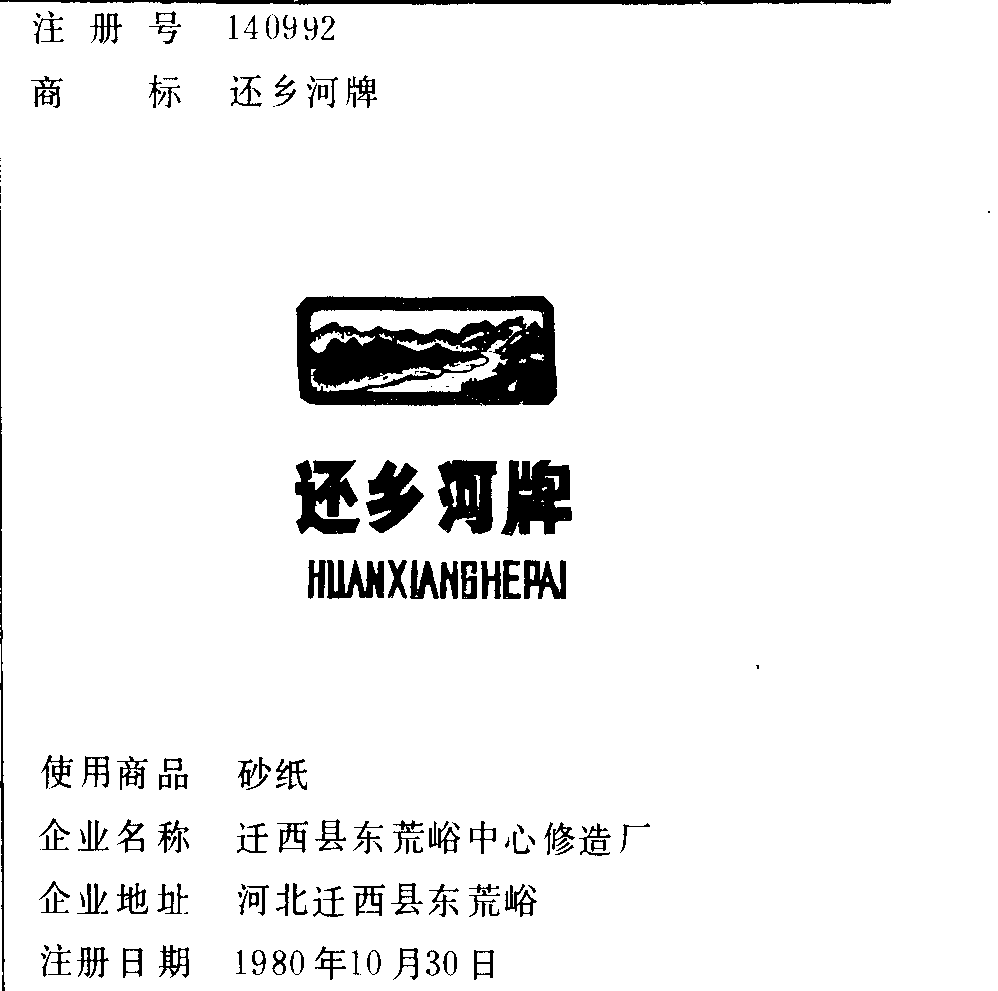 注册号 140992
商标 还乡河牌
还乡河牌
HUANXIANGHEPAI
使用商品 砂纸
企业名称 迁西县东荒峪中心修造厂
企业地址 河北迁西县东荒峪
注册日期 1980年10月30日